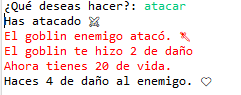 ¿Qué deseas hacer?: atacar
Has atacado ⚔
El goblin enemigo atacó. 🔪
El goblin te hizo 2 de daño
Ahora tienes 20 de vida.
Haces 4 de daño al enemigo. ♡